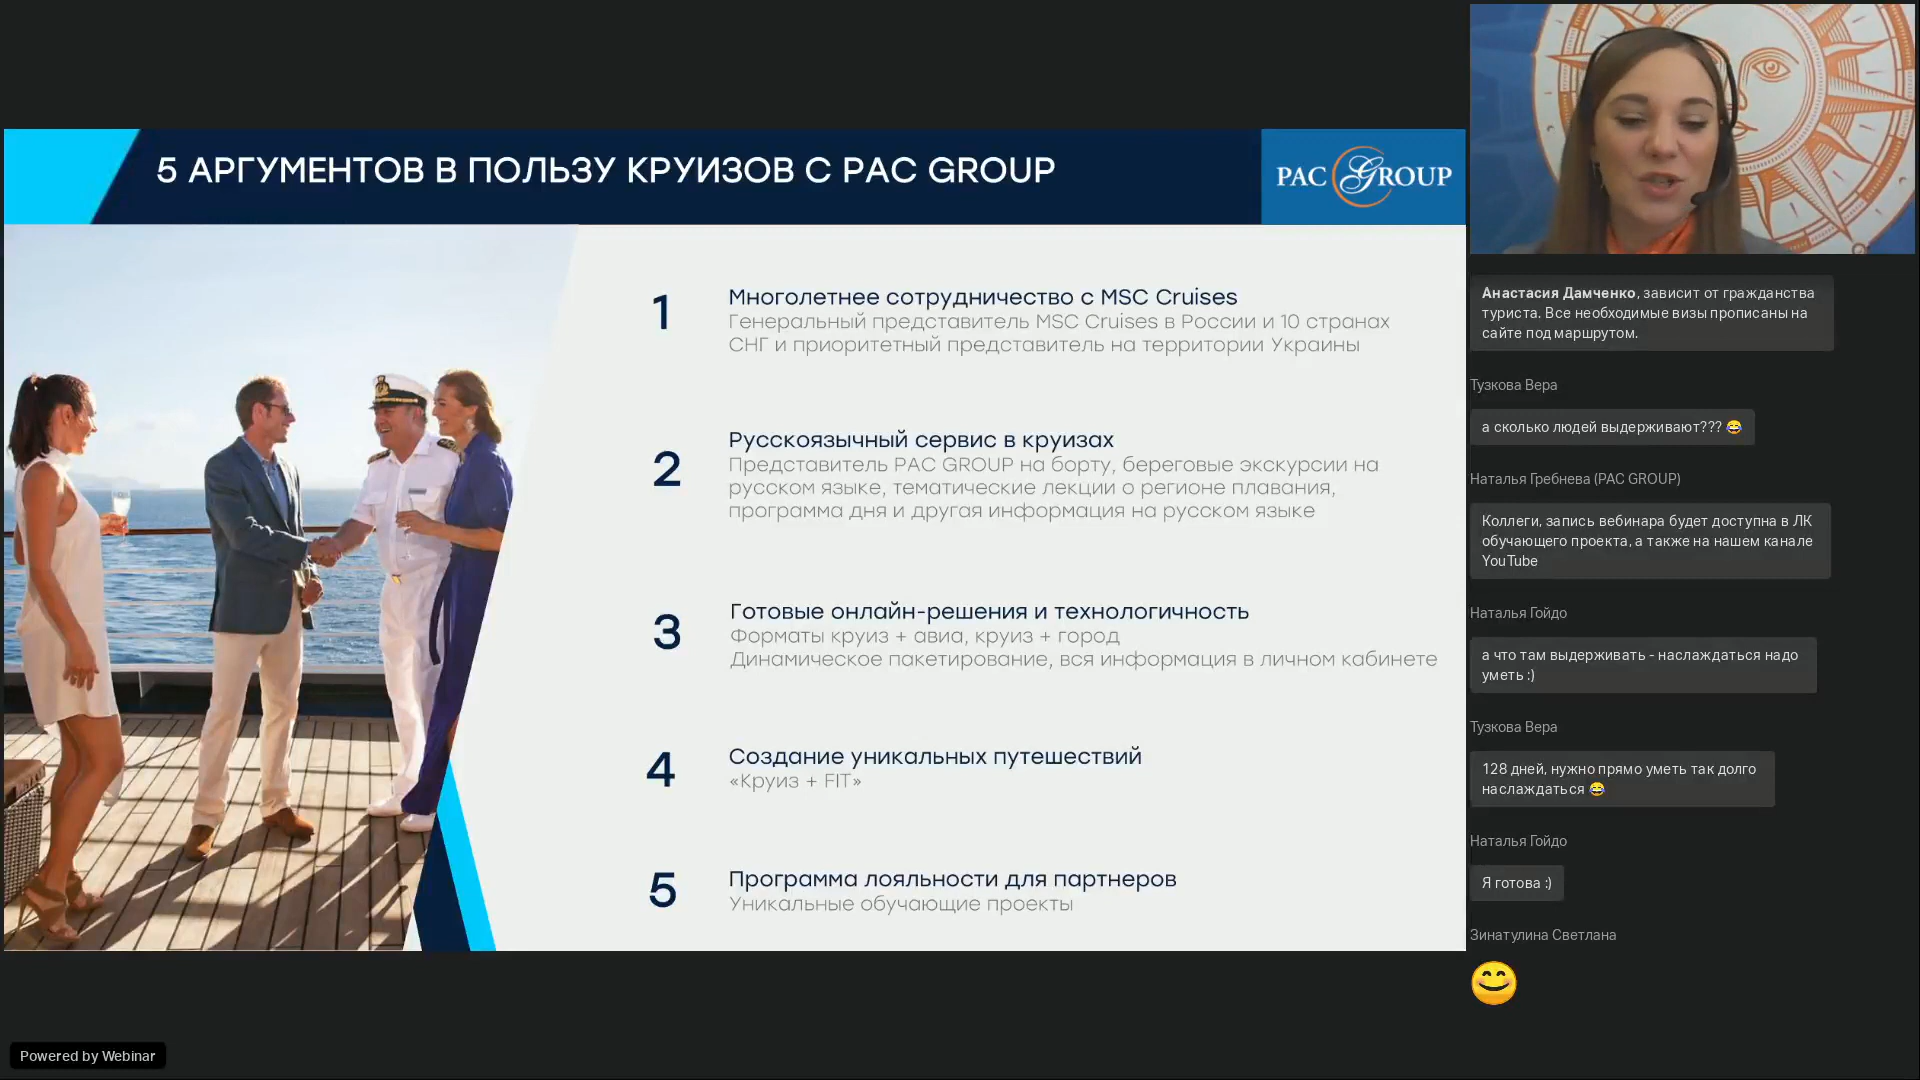 5 АРГУМЕНТОВ В ПОЛЬЗУ КРУИЗОВ С PAC GROUP
PAC GROUP
1
Многолетнее сотрудничество с MSC Cruises
Генеральный представитель MSC Cruises в России и 10 странах
СНГ и приоритетный представитель на территории Украины
2
Русскоязычный сервис в круизах
Представитель PAC GROUP на борту, береговые экскурсии на
русском языке, тематические лекции о регионе плавания,
программа дня и другая информация на русском языке
3
Готовые онлайн-решения и технологичность
Форматы круиз + авиа, круиз + город
Динамическое пакетирование, вся информация в личном кабинете
4
Создание уникальных путешествий
«Круиз + FIT»
5
Программа лояльности для партнеров
Уникальные обучающие проекты
Анастасия Дамченко, зависит от гражданства
туриста. Все необходимые визы прописаны на
сайте под маршрутом.
Тузкова Вера
а сколько людей выдерживают??? 😂
Наталья Гребнева (PAC GROUP)
Коллеги, запись вебинара будет доступна в ЛК
обучающего проекта, а также на нашем канале
YouTube
Наталья Гойдо
а что там выдерживать - наслаждаться надо
уметь :)
Тузкова Вера
128 дней, нужно прямо уметь так долго
наслаждаться 😂
Наталья Гойдо
Я готова :)
Зинатулина Светлана
😊
Powered by Webinar